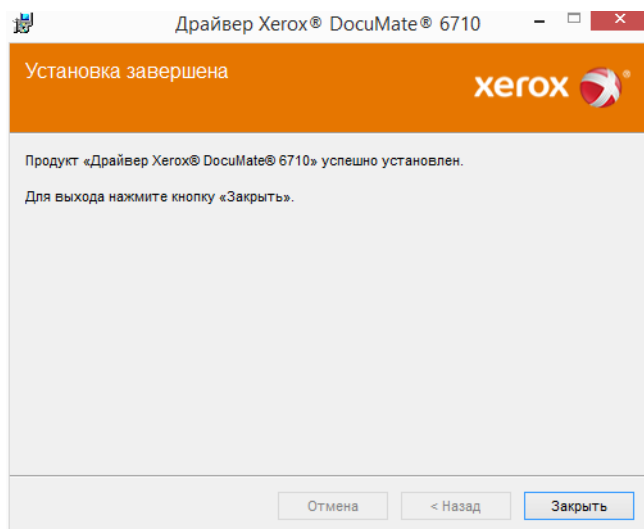 Драйвер Xerox® DocuMate® 6710
Установка завершена
xerox ®
Продукт «Драйвер Xerox® DocuMate® 6710» успешно установлен.
Для выхода нажмите кнопку «Закрыть».
Отмена
< Назад
Закрыть